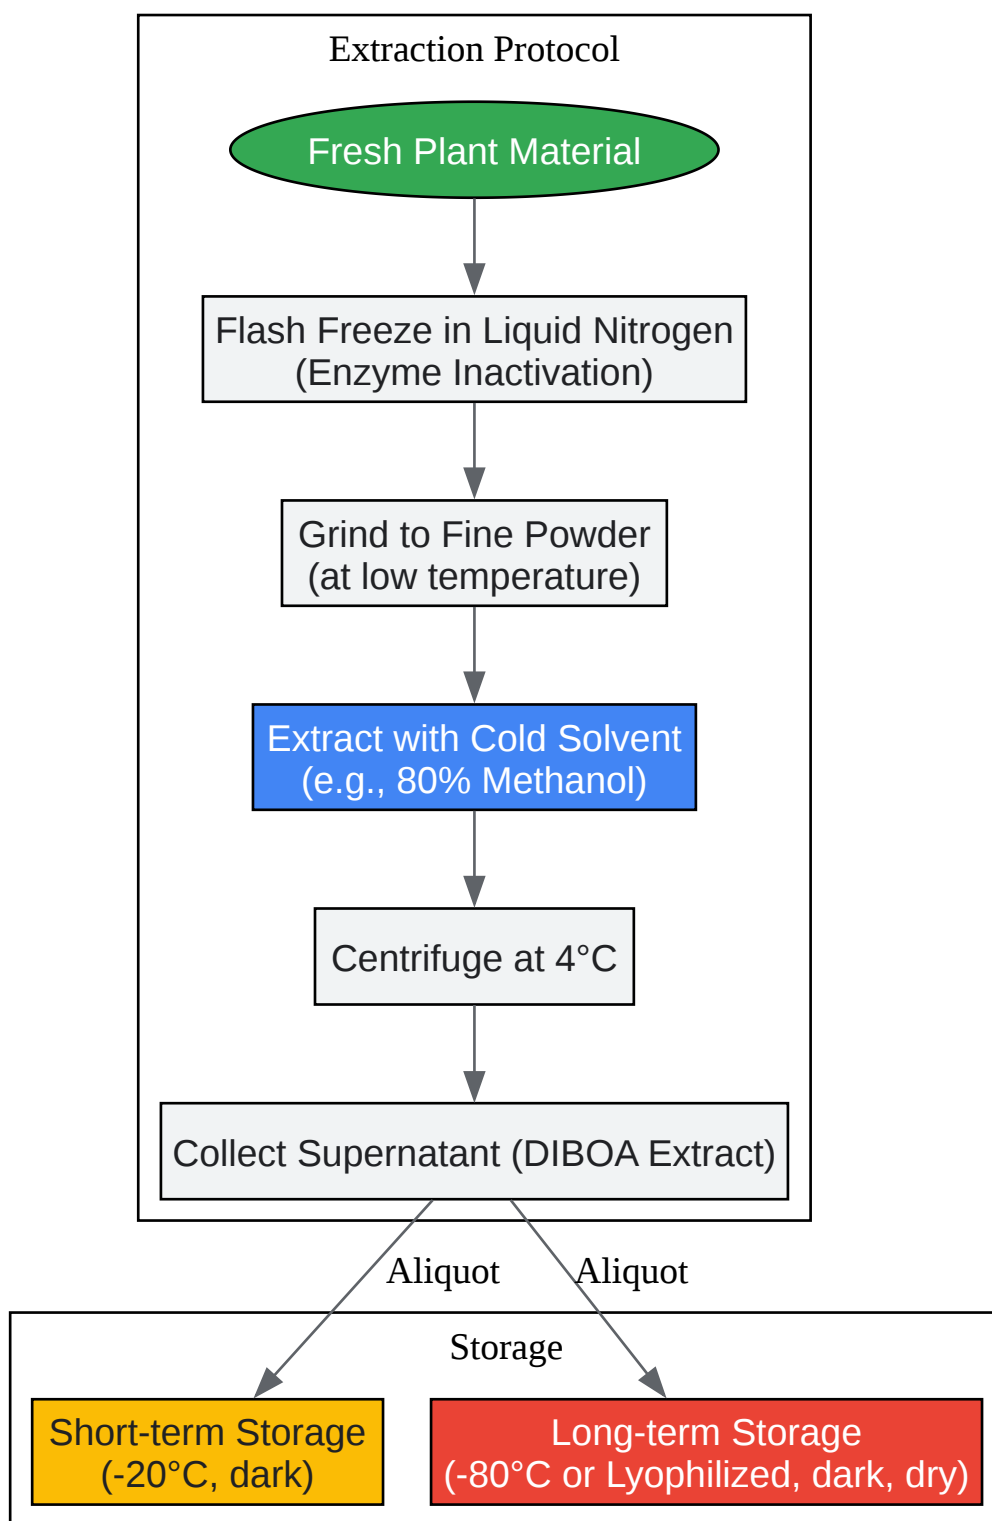 Extraction Protocol
Fresh Plant Material
Flash Freeze in Liquid Nitrogen
(Enzyme Inactivation)
Grind to Fine Powder
(at low temperature)
Extract with Cold Solvent
(e.g., 80% Methanol)
Centrifuge at 4°C
Collect Supernatant (DIBOA Extract)
Aliquot
Aliquot
Storage
Short-term Storage
(-20°C, dark)
Long-term Storage
(-80°C or Lyophilized, dark, dry)